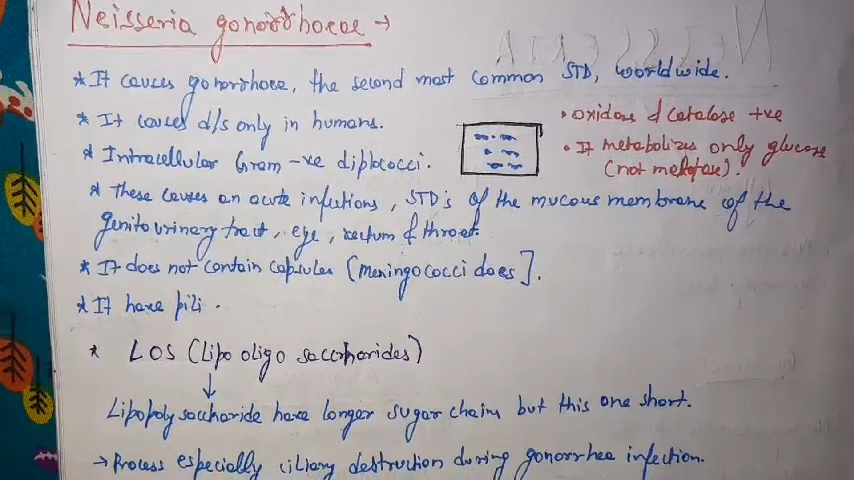 Neisseria gonorrhoeae →
* It causes gonorrhoae, the second most common STD, worldwide.
* It causes d/s only in humans.
• oxidase & catalase +ve
* Intracellular Gram -ve diplococci.
• It metabolizes only glucose
(not maltose).
* These causes an acute infections, STD's of the mucous membrane of the
genitourinary tract, eye, rectum & throat.
* It does not contain capsules [meningococci does].
* It have pili.
* LOS (Lipo oligo saccharides)
↓
Lipopolysaccharide have longer sugar chain but this one short.
→ Process especially ciliary destruction during gonorrhea infection.